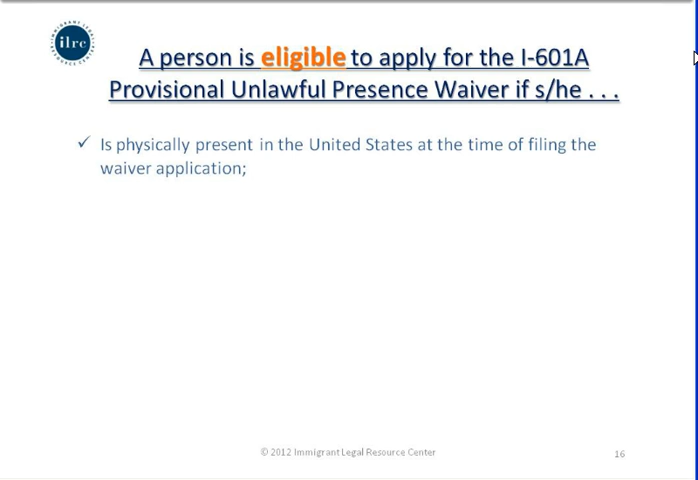 ilrc
A person is eligible to apply for the I-601A
Provisional Unlawful Presence Waiver if s/he . . .
✓ Is physically present in the United States at the time of filing the
waiver application;
© 2012 Immigrant Legal Resource Center
16